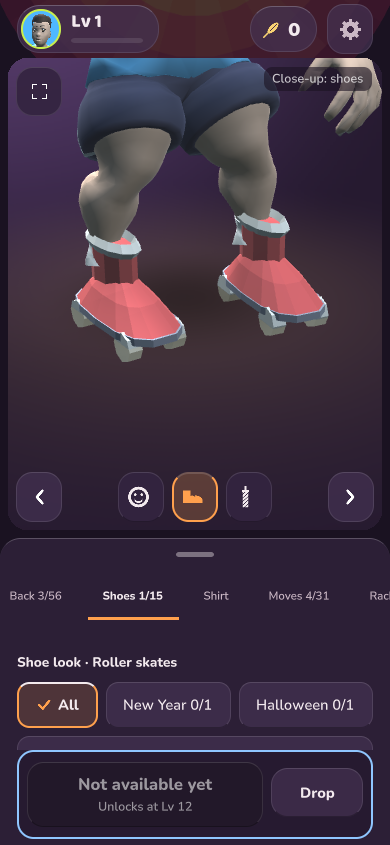 Lv 1
0
Close-up: shoes
Back 3/56
Shoes 1/15
Shirt
Moves 4/31
Shoe look · Roller skates
All
New Year 0/1
Halloween 0/1
Not available yet
Unlocks at Lv 12
Drop